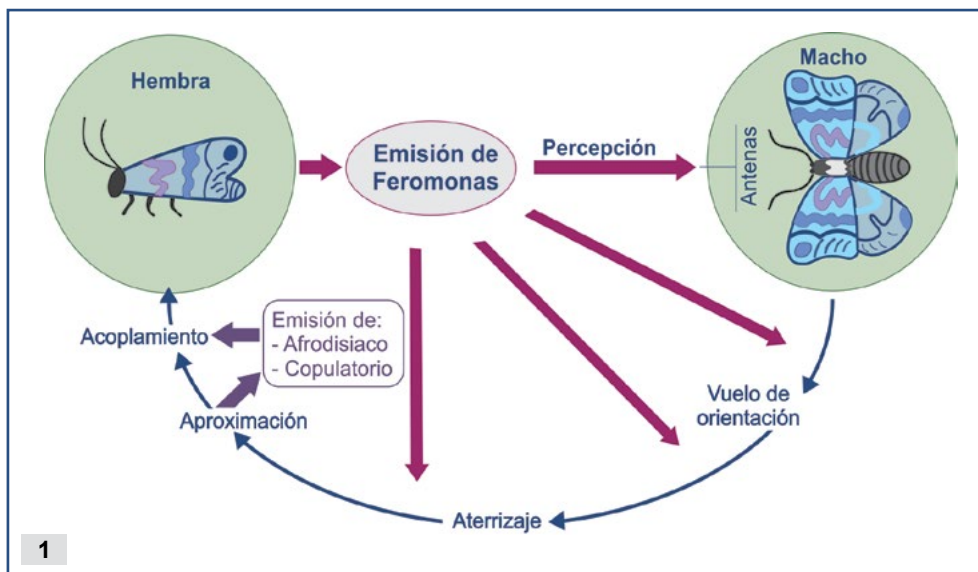 Hembra
Macho
Emisión de
Feromonas
Percepción
Antenas
Emisión de:
- Afrodisiaco
- Copulatorio
Acoplamiento
Aproximación
Vuelo de
orientación
Aterrizaje
1